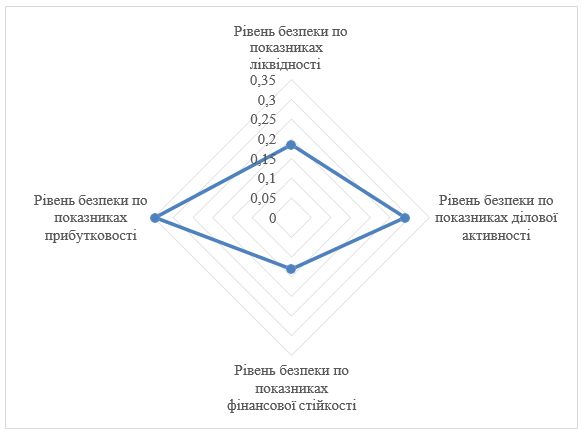 Рівень безпеки по
показниках
ліквідності
0,35
0,3
0,25
0,2
0,15
0,1
0,05
0
Рівень безпеки по
показниках
прибутковості
Рівень безпеки по
показниках ділової
активності
Рівень безпеки по
показниках
фінансової стійкості